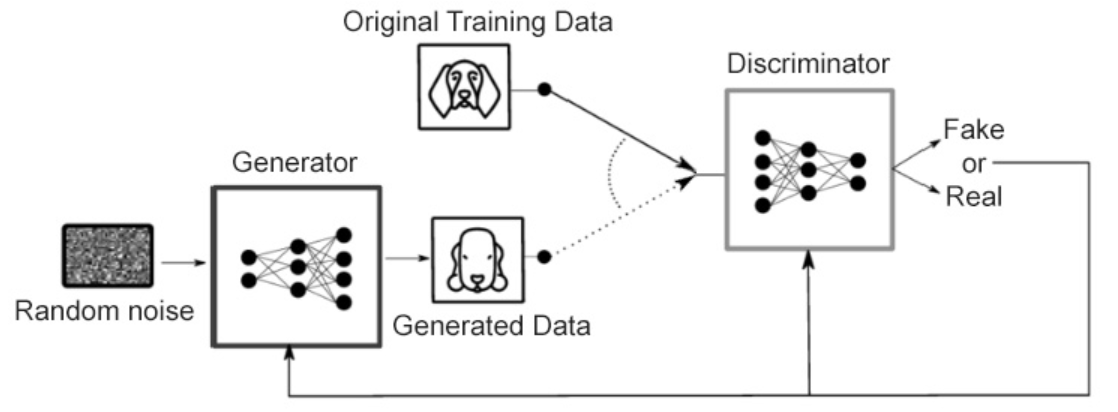 Original Training Data
Discriminator
Generator
Fake
or
Real
Random noise
Generated Data